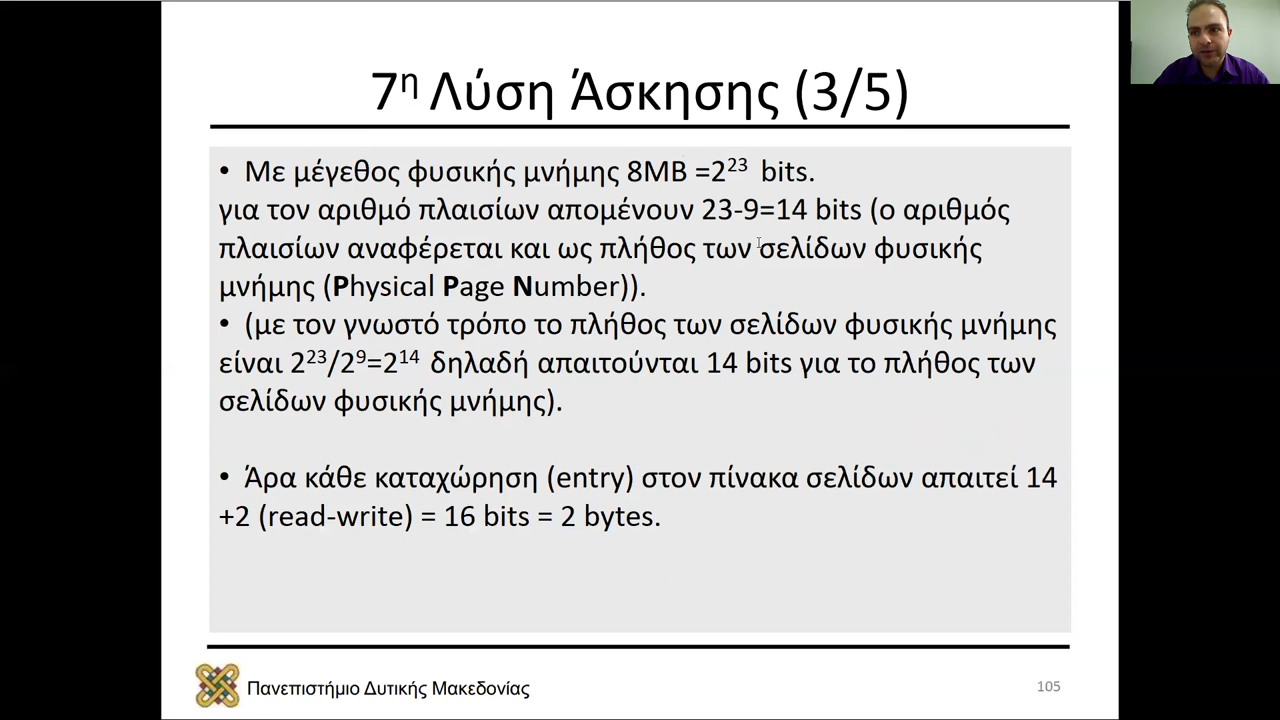 7η Λύση Άσκησης (3/5)
• Με μέγεθος φυσικής μνήμης 8MB =2²³ bits.
για τον αριθμό πλαισίων απομένουν 23-9=14 bits (ο αριθμός
πλαισίων αναφέρεται και ως πλήθος των σελίδων φυσικής
μνήμης (Physical Page Number)).
• (με τον γνωστό τρόπο το πλήθος των σελίδων φυσικής μνήμης
είναι 2²³/2⁹=2¹⁴ δηλαδή απαιτούνται 14 bits για το πλήθος των
σελίδων φυσικής μνήμης).
• Άρα κάθε καταχώρηση (entry) στον πίνακα σελίδων απαιτεί 14
+2 (read-write) = 16 bits = 2 bytes.
Πανεπιστήμιο Δυτικής Μακεδονίας
105